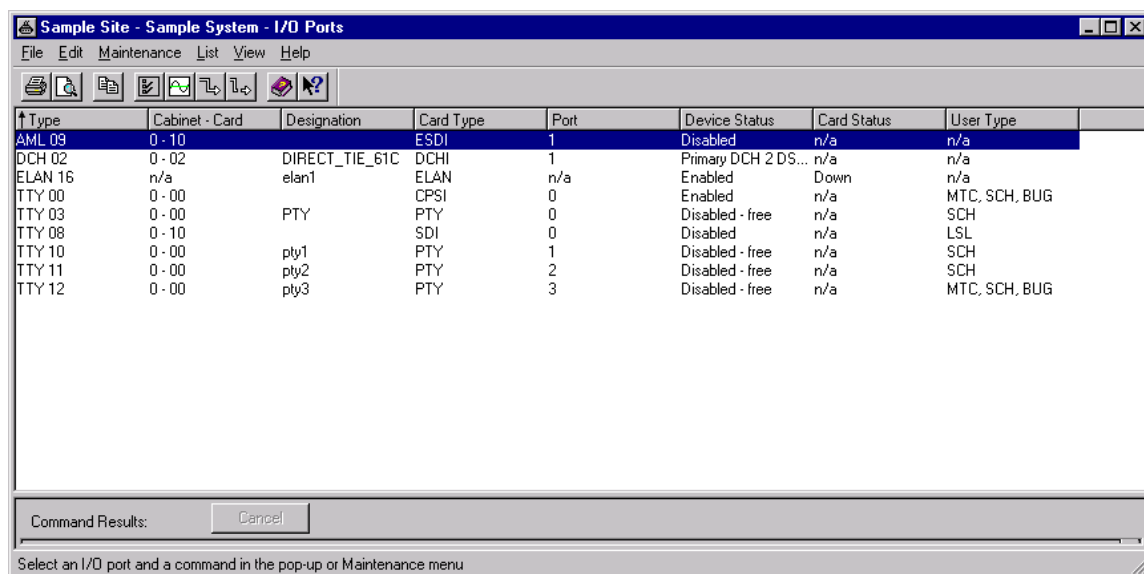 Sample Site - Sample System - I/O Ports
File Edit Maintenance List View Help
Type Cabinet - Card Designation Card Type Port Device Status Card Status User Type
AML 09 0 - 10 ESDI 1 Disabled n/a n/a
DCH 02 0 - 02 DIRECT_TIE_61C DCHI 1 Primary DCH 2 DS... n/a n/a
ELAN 16 n/a elan1 ELAN n/a Enabled Down n/a
TTY 00 0 - 00 CPSI 0 Enabled n/a MTC, SCH, BUG
TTY 03 0 - 00 PTY PTY 0 Disabled - free n/a SCH
TTY 08 0 - 10 SDI 0 Disabled n/a LSL
TTY 10 0 - 00 pty1 PTY 1 Disabled - free n/a SCH
TTY 11 0 - 00 pty2 PTY 2 Disabled - free n/a SCH
TTY 12 0 - 00 pty3 PTY 3 Disabled - free n/a MTC, SCH, BUG
Command Results: Cancel
Select an I/O port and a command in the pop-up or Maintenance menu